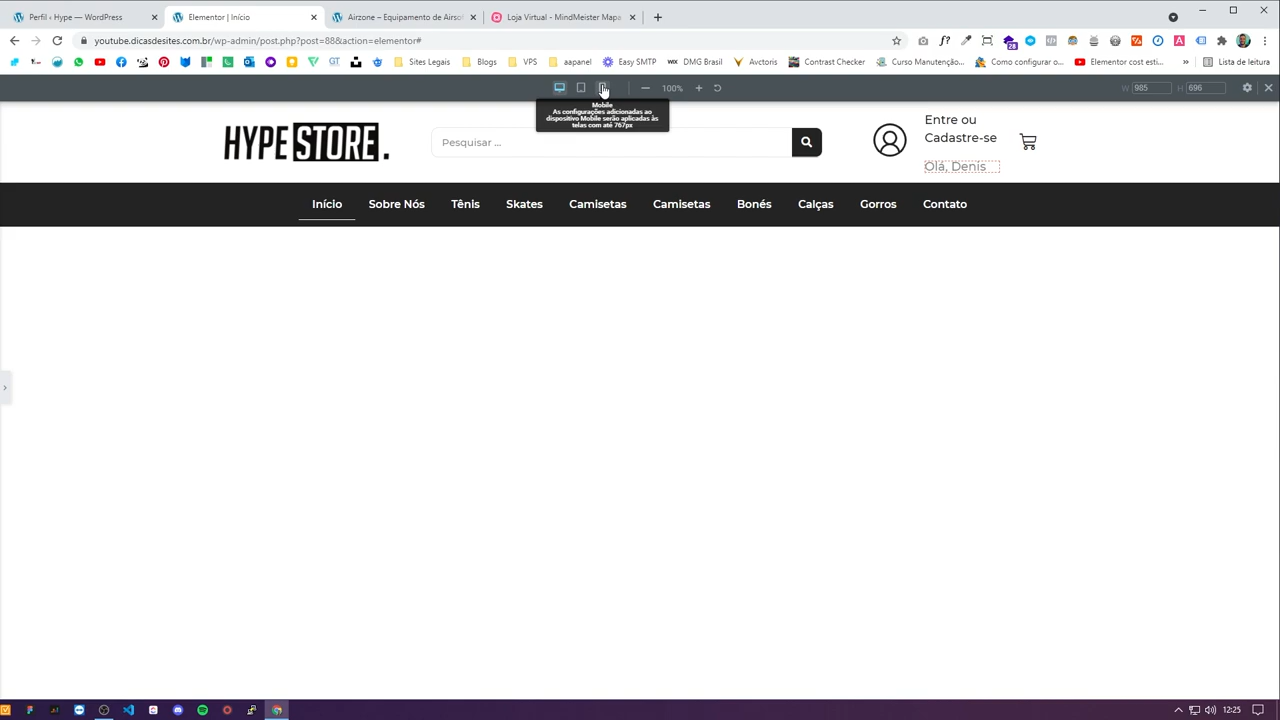 Perfil ‹ Hype — WordPress
Elementor | Início
Airzone – Equipamento de Airsof
Loja Virtual - MindMeister Mapa
youtube.dicasdesites.com.br/wp-admin/post.php?post=88&action=elementor#
28
Sites Legais
Blogs
VPS
aapanel
Easy SMTP
WIX DMG Brasil
Avctoris
Contrast Checker
Curso Manutenção...
Como configurar o...
Elementor cost esti...
»
Lista de leitura
100%
W 985
H 696
Mobile
As configurações adicionadas ao
dispositivo Mobile serão aplicadas às
telas com até 767px
HYPE STORE.
Pesquisar ...
Entre ou
Cadastre-se
Olá, Denis
Início
Sobre Nós
Tênis
Skates
Camisetas
Camisetas
Bonés
Calças
Gorros
Contato
12:25